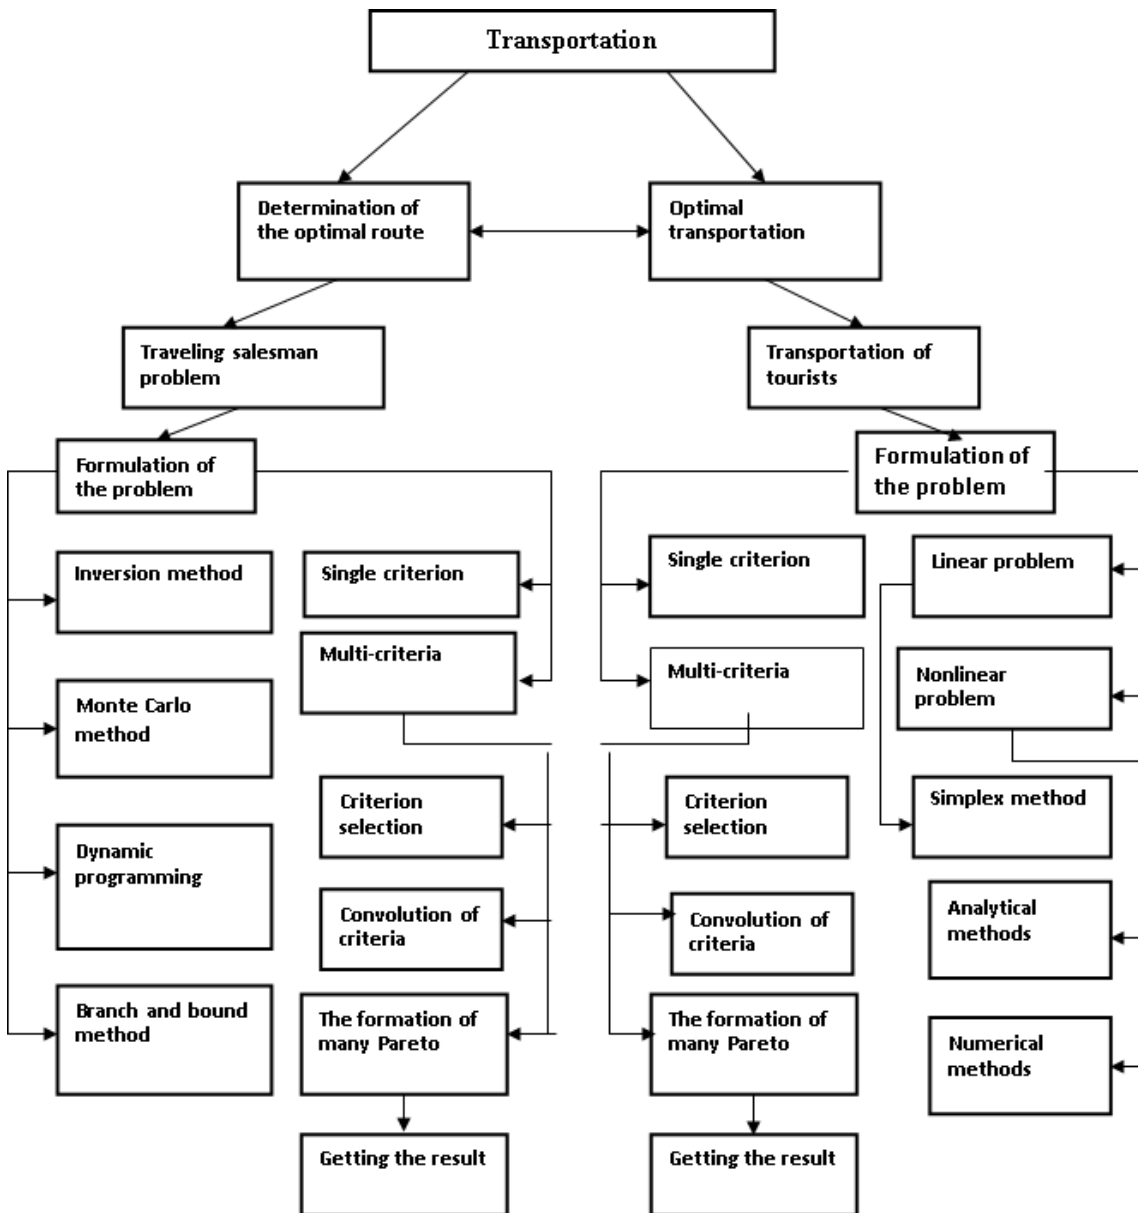 Transportation
Determination of
the optimal route
Optimal
transportation
Traveling salesman
problem
Transportation of
tourists
Formulation of
the problem
Formulation of
the problem
Inversion method
Single criterion
Single criterion
Linear problem
Multi-criteria
Multi-criteria
Nonlinear
problem
Monte Carlo
method
Criterion
selection
Criterion
selection
Simplex method
Dynamic
programming
Convolution of
criteria
Convolution of
criteria
Analytical
methods
Branch and bound
method
The formation of
many Pareto
The formation of
many Pareto
Numerical
methods
Getting the result
Getting the result